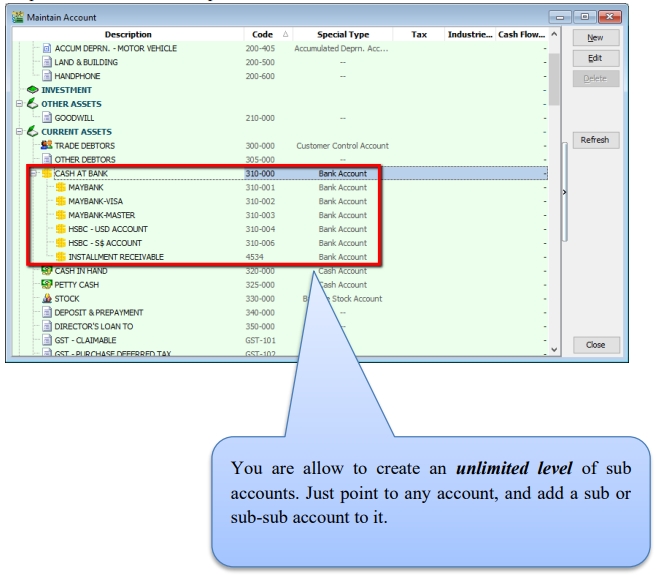 Maintain Account
Description Code Special Type Tax Industrie... Cash Flow...
ACCUM DEPRN. - MOTOR VEHICLE 200-405 Accumulated Deprn. Acc... -
LAND & BUILDING 200-500 -- -
HANDPHONE 200-600 -- -
INVESTMENT -
OTHER ASSETS -
GOODWILL 210-000 -- -
CURRENT ASSETS -
TRADE DEBTORS 300-000 Customer Control Account -
OTHER DEBTORS 305-000 -- -
CASH AT BANK 310-000 Bank Account -
MAYBANK 310-001 Bank Account -
MAYBANK-VISA 310-002 Bank Account -
MAYBANK-MASTER 310-003 Bank Account -
HSBC - USD ACCOUNT 310-004 Bank Account -
HSBC - S$ ACCOUNT 310-006 Bank Account -
INSTALLMENT RECEIVABLE 4534 Bank Account -
CASH IN HAND 320-000 Cash Account -
PETTY CASH 325-000 Cash Account -
STOCK 330-000 Stock Account -
DEPOSIT & PREPAYMENT 340-000 -- -
DIRECTOR'S LOAN TO 350-000 -- -
GST - CLAIMABLE GST-101 -
GST - PURCHASE DEFERRED TAX GST-102 -
New
Edit
Delete
Refresh
Close
You are allow to create an unlimited level of sub
accounts. Just point to any account, and add a sub or
sub-sub account to it.